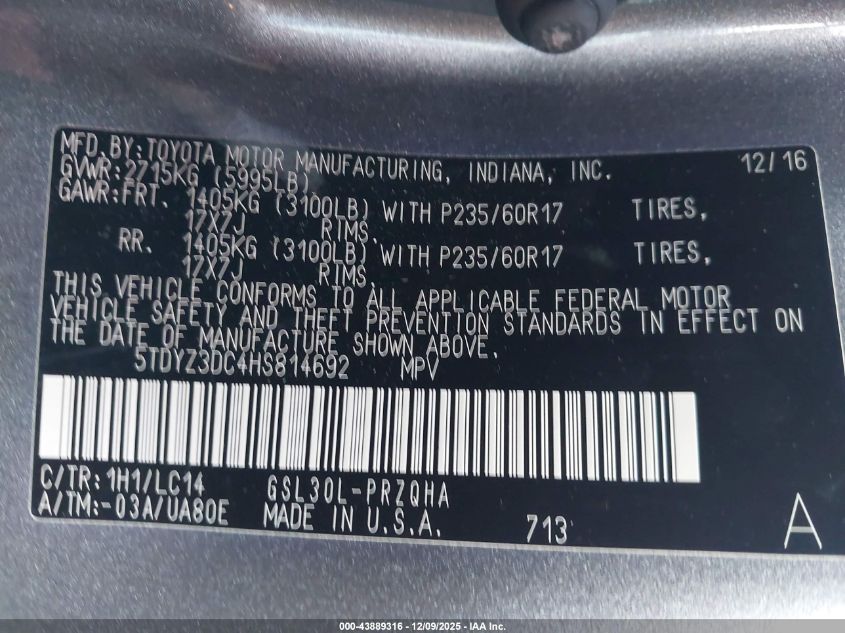 MFD. BY: TOYOTA MOTOR MANUFACTURING, INDIANA, INC. 12/16
GVWR: 2715KG (5995LB)
GAWR: FRT. 1405KG (3100LB) WITH P235/60R17 TIRES,
17X7J RIMS,
RR. 1405KG (3100LB) WITH P235/60R17 TIRES,
17X7J RIMS,
THIS VEHICLE CONFORMS TO ALL APPLICABLE FEDERAL MOTOR
VEHICLE SAFETY AND THEFT PREVENTION STANDARDS IN EFFECT ON
THE DATE OF MANUFACTURE SHOWN ABOVE.
5TDYZ3DC4HS814692 MPV
C/TR: 1H1/LC14 GSL30L-PRZQHA
A/TM:-03A/UA80E MADE IN U.S.A. 713 A
000-43889316 - 12/09/2025 - IAA Inc.